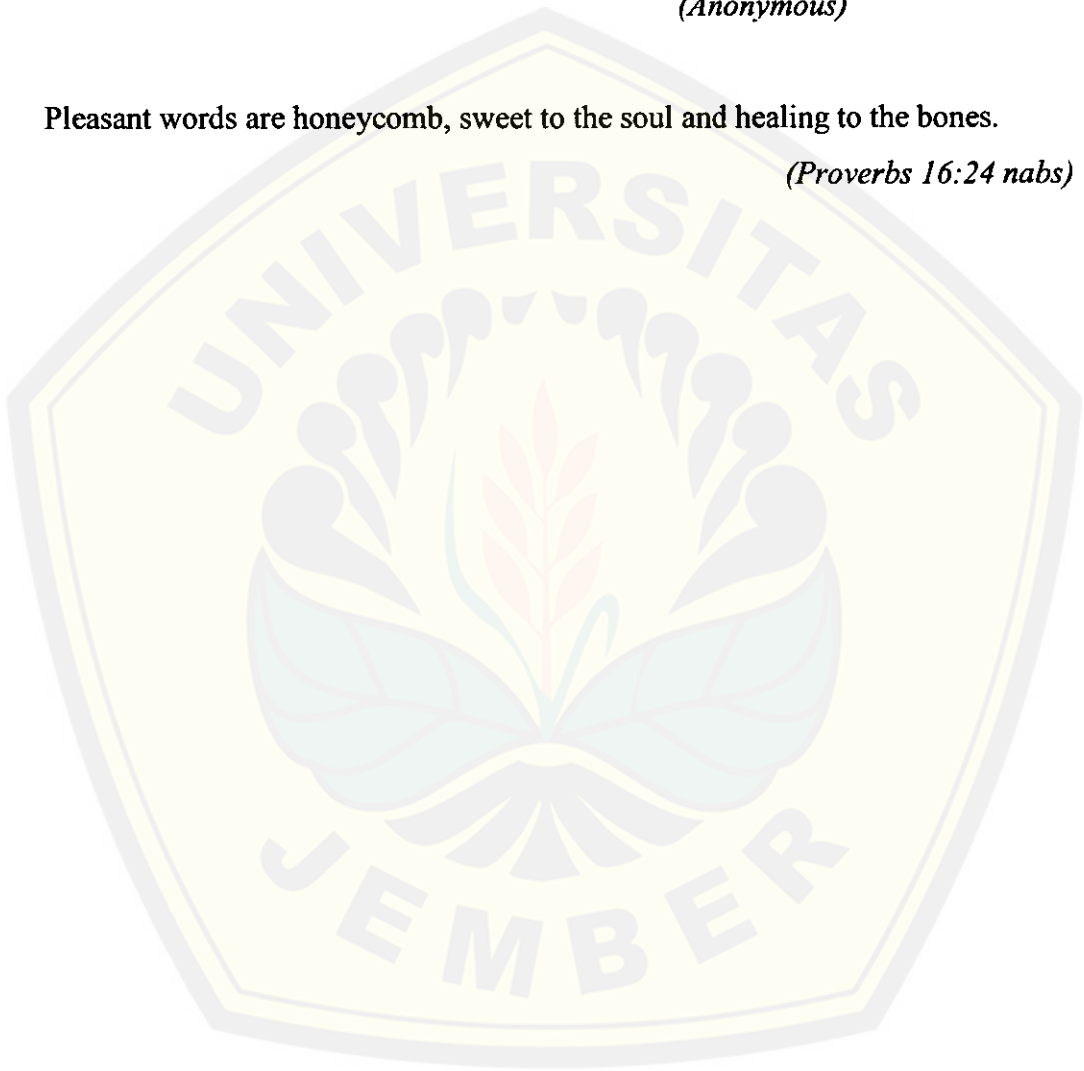 (Anonymous)
Pleasant words are honeycomb, sweet to the soul and healing to the bones.
(Proverbs 16:24 nabs)
UNIVERSITAS
JEMBER